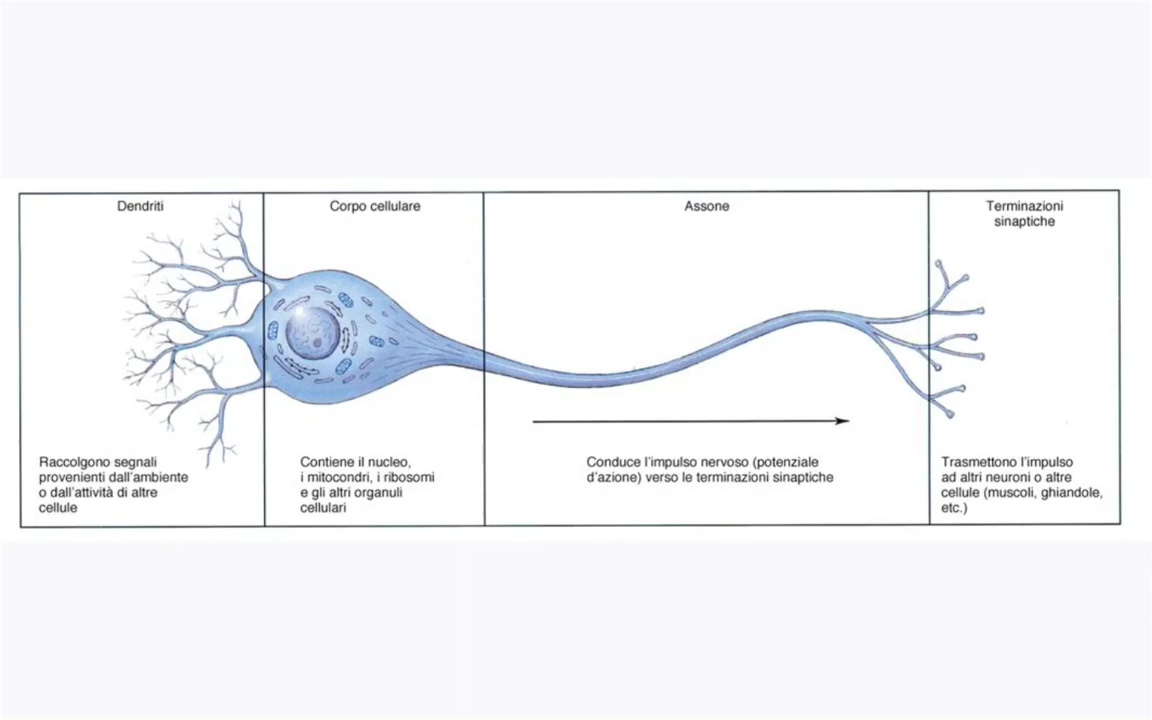 Dendriti
Corpo cellulare
Assone
Terminazioni
sinaptiche
Raccolgono segnali
provenienti dall'ambiente
o dall'attività di altre
cellule
Contiene il nucleo,
i mitocondri, i ribosomi
e gli altri organuli
cellulari
Conduce l'impulso nervoso (potenziale
d'azione) verso le terminazioni sinaptiche
Trasmettono l'impulso
ad altri neuroni o altre
cellule (muscoli, ghiandole,
etc.)